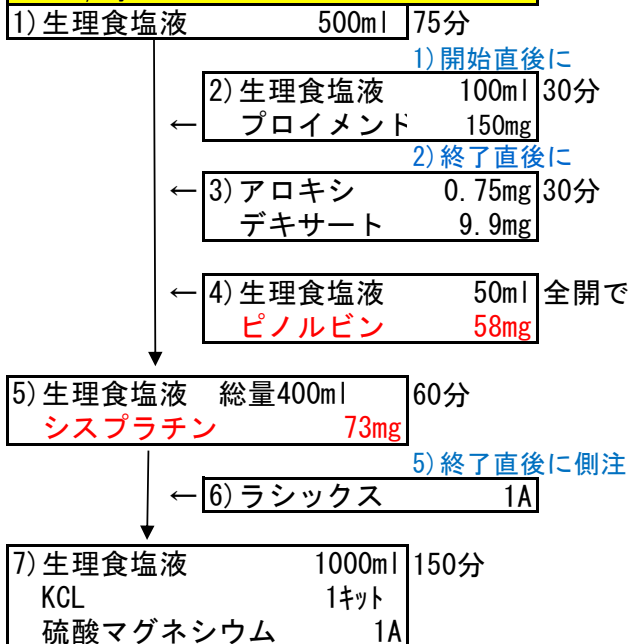 1)生理食塩液 500ml 75分
1)開始直後に
2)生理食塩液 100ml 30分
← プロイメンド 150mg
2)終了直後に
← 3)アロキシ 0.75mg 30分
デキサート 9.9mg
← 4)生理食塩液 50ml 全開で
ピノルビン 58mg
5)生理食塩液 総量400ml 60分
シスプラチン 73mg
5)終了直後に側注
← 6)ラシックス 1A
7)生理食塩液 1000ml 150分
KCL 1キット
硫酸マグネシウム 1A